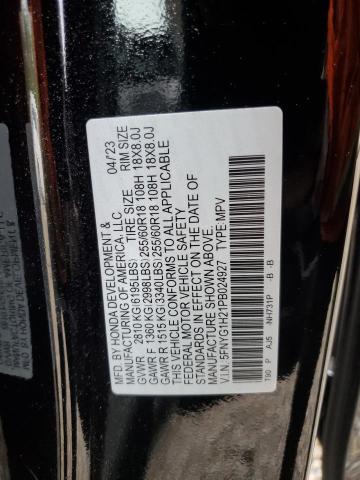 MFD. BY HONDA DEVELOPMENT & 04/23
MANUFACTURING OF AMERICA, LLC
TIRE SIZE RIM SIZE
GVWR 2810 KG(6195LBS)
GAWR F 1360 KG(2998LBS) 255/60R18 108H 18X8.0J
GAWR R 1515 KG(3340LBS) 255/60R18 108H 18X8.0J
THIS VEHICLE CONFORMS TO ALL APPLICABLE
FEDERAL MOTOR VEHICLE SAFETY
STANDARDS IN EFFECT ON THE DATE OF
MANUFACTURE SHOWN ABOVE.
V.I.N. 5FNYG1H21PB024927 TYPE: MPV
T90 P AJ5 -NH731P -B -B